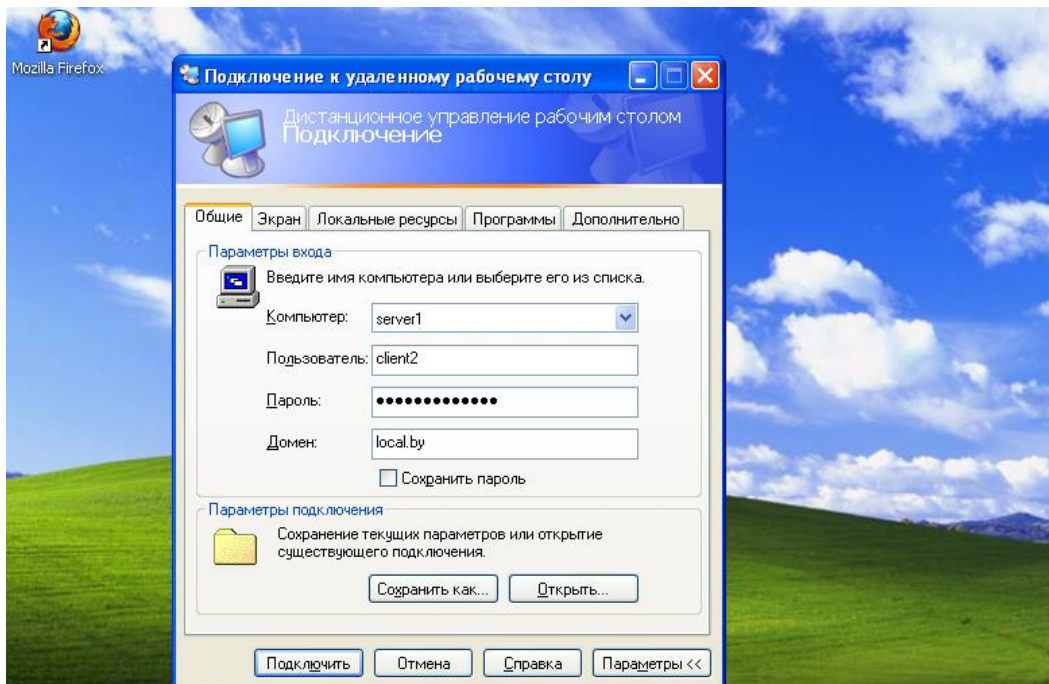 Mozilla Firefox
Подключение к удаленному рабочему столу
Дистанционное управление рабочим столом
Подключение
Общие Экран Локальные ресурсы Программы Дополнительно
Параметры входа
Введите имя компьютера или выберите его из списка.
Компьютер: server1
Пользователь: client2
Пароль: •••••••••••••
Домен: local.by
Сохранить пароль
Параметры подключения
Сохранение текущих параметров или открытие
существующего подключения.
Сохранить как... Открыть...
Подключить Отмена Справка Параметры <<